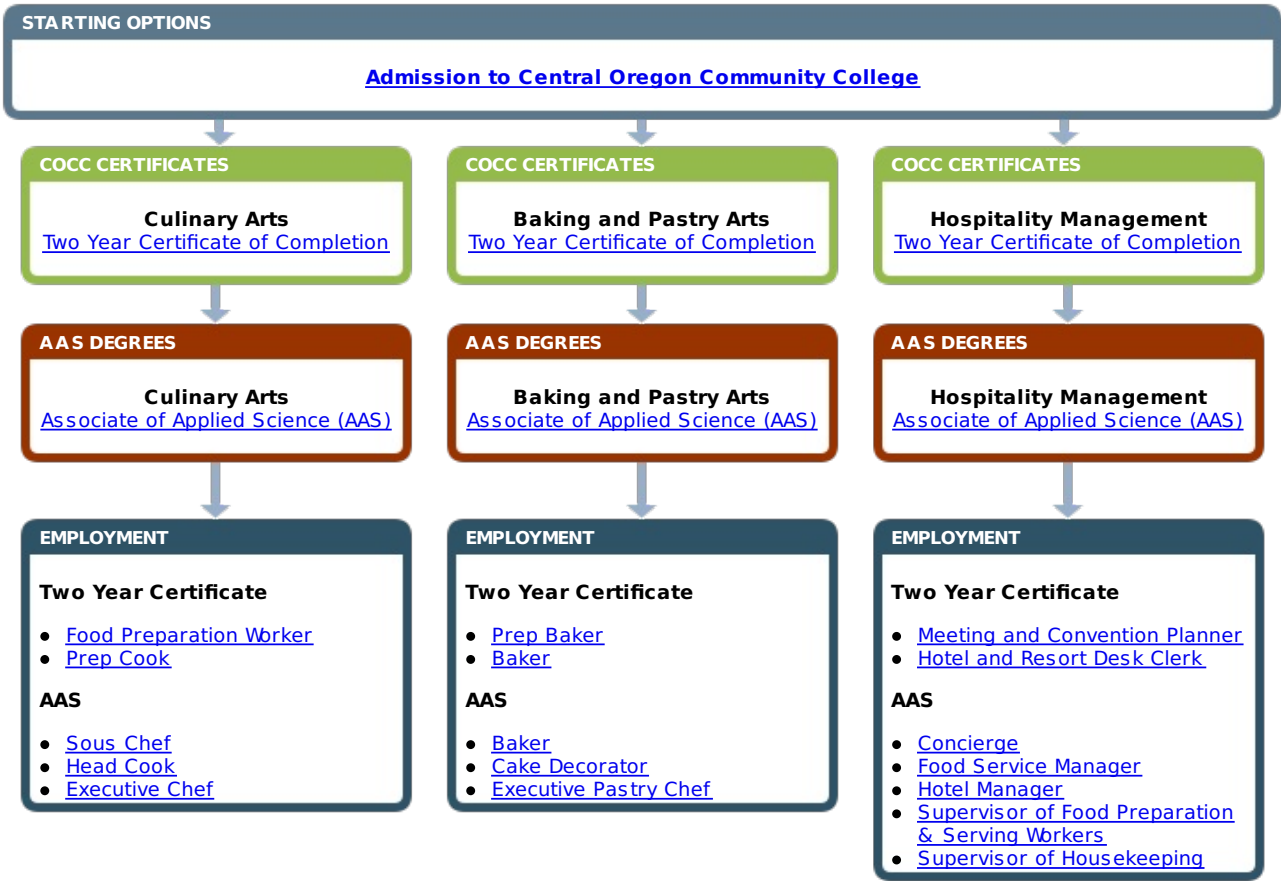 STARTING OPTIONS
Admission to Central Oregon Community College
COCC CERTIFICATES
Culinary Arts
Two Year Certificate of Completion
COCC CERTIFICATES
Baking and Pastry Arts
Two Year Certificate of Completion
COCC CERTIFICATES
Hospitality Management
Two Year Certificate of Completion
AAS DEGREES
Culinary Arts
Associate of Applied Science (AAS)
AAS DEGREES
Baking and Pastry Arts
Associate of Applied Science (AAS)
AAS DEGREES
Hospitality Management
Associate of Applied Science (AAS)
EMPLOYMENT
Two Year Certificate
• Food Preparation Worker
• Prep Cook
AAS
• Sous Chef
• Head Cook
• Executive Chef
EMPLOYMENT
Two Year Certificate
• Prep Baker
• Baker
AAS
• Baker
• Cake Decorator
• Executive Pastry Chef
EMPLOYMENT
Two Year Certificate
• Meeting and Convention Planner
• Hotel and Resort Desk Clerk
AAS
• Concierge
• Food Service Manager
• Hotel Manager
• Supervisor of Food Preparation
& Serving Workers
• Supervisor of Housekeeping